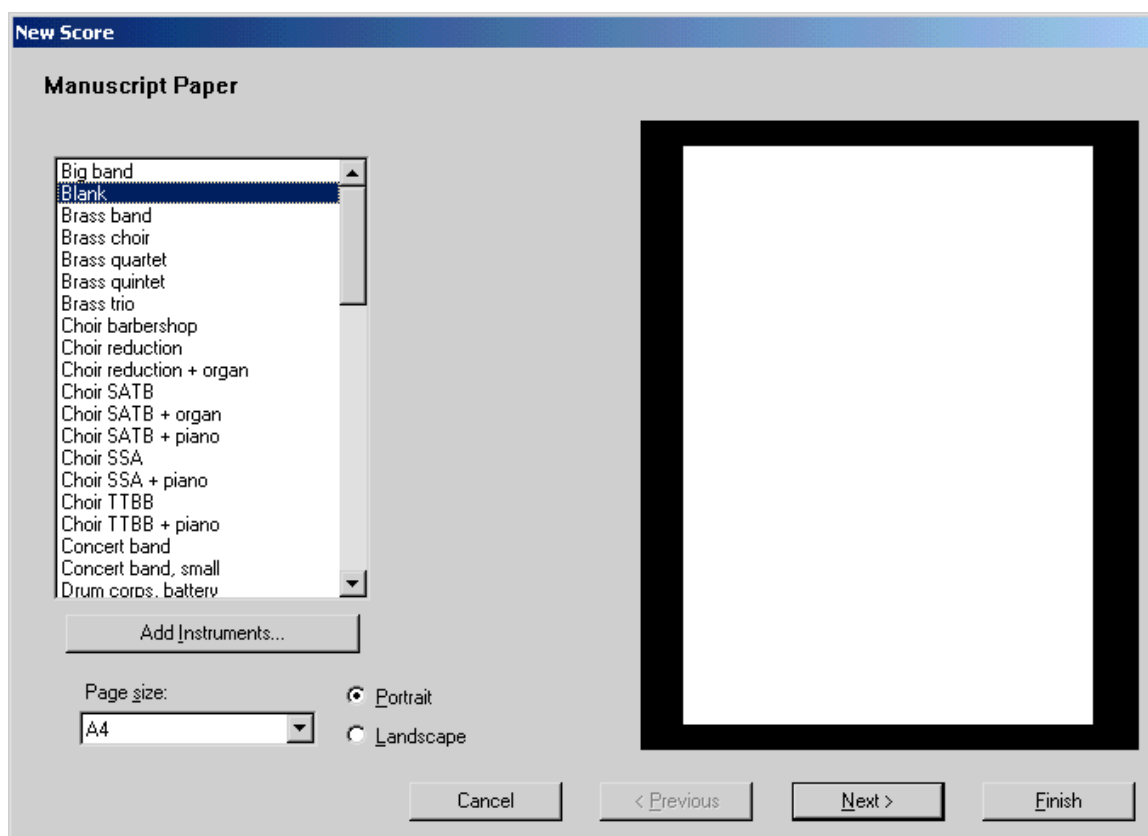 New Score
Manuscript Paper
Big band
Blank
Brass band
Brass choir
Brass quartet
Brass quintet
Brass trio
Choir barbershop
Choir reduction
Choir reduction + organ
Choir SATB
Choir SATB + organ
Choir SATB + piano
Choir SSA
Choir SSA + piano
Choir TTBB
Choir TTBB + piano
Concert band
Concert band, small
Drum corps, battery
Add Instruments...
Page size:
A4
Portrait
Landscape
Cancel
< Previous
Next >
Finish